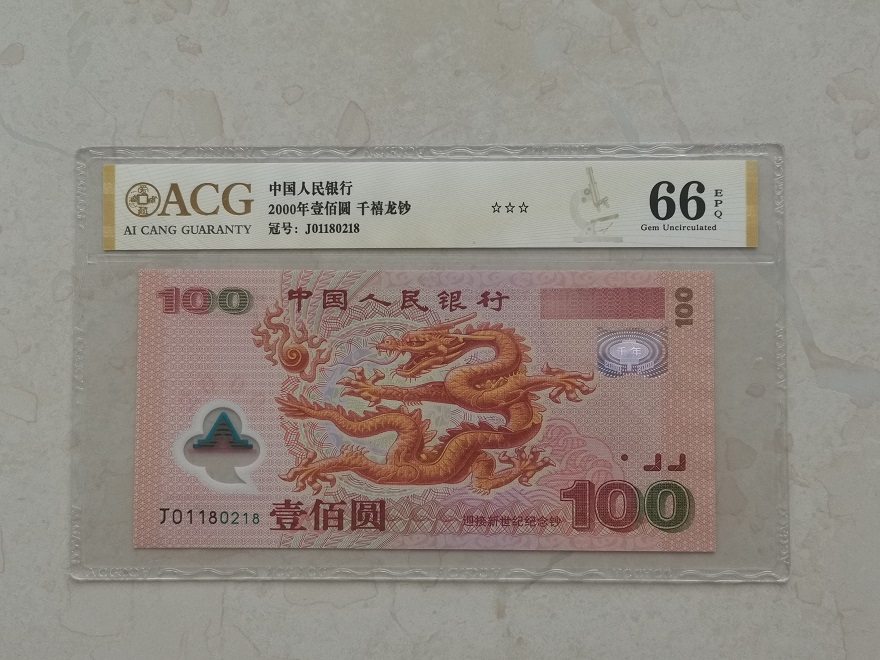 ACG
AI CANG GUARANTY
中国人民银行
2000年壹佰圆 千禧龙钞
冠号：J01180218
☆☆☆
66
EPQ
Gem Uncirculated
100
中国人民银行
100
千年
J01180218
壹佰圆
迎接新世纪纪念钞
100